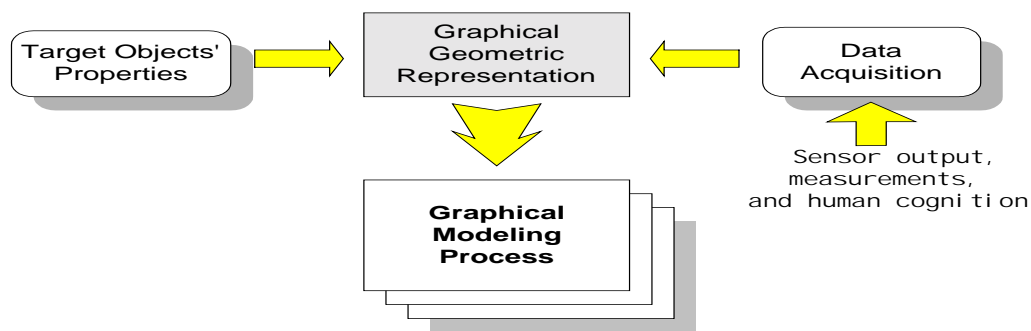 Target Objects'
Properties
Graphical
Geometric
Representation
Data
Acquisition
Sensor output,
measurements,
and human cognition
Graphical
Modeling
Process